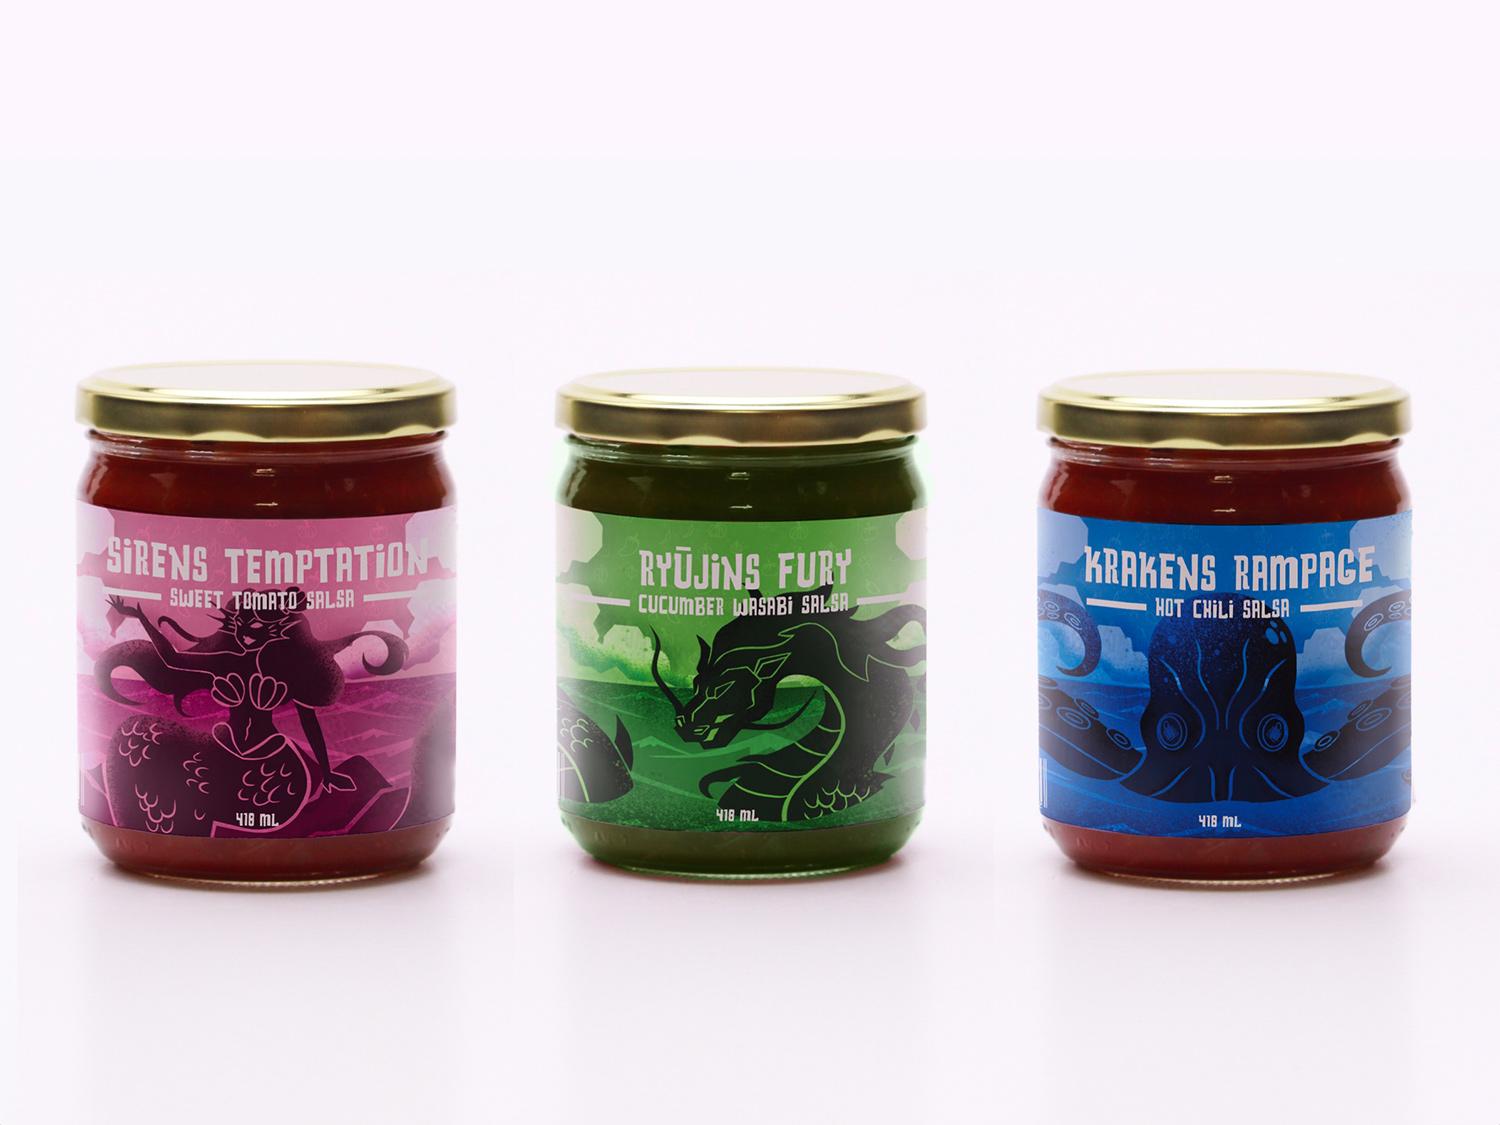 SiRENS TEMPTATiON
SWEET TOMATO SALSA
418 mL
RYŪJiNS FURY
CUCUMBER WASABi SALSA
418 mL
KRAKENS RAMPAGE
HOT CHiLi SALSA
418 mL